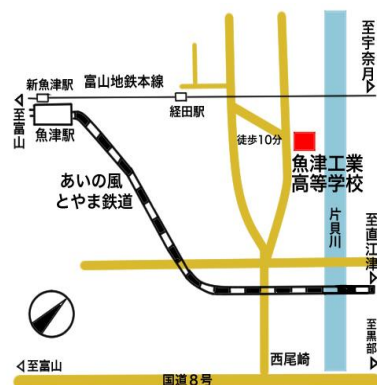 至宇奈月
新魚津駅
富山地鉄本線
経田駅
至富山
魚津駅
徒歩10分
魚津工業
高等学校
あいの風
とやま鉄道
片貝川
至直江津
至黒部
西尾崎
至富山
国道8号